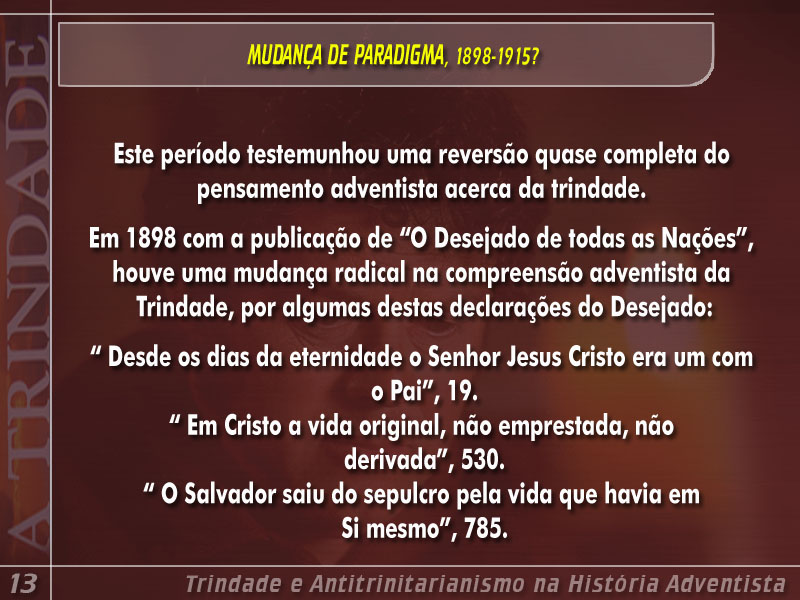 A TRINDADE
MUDANÇA DE PARADIGMA, 1898-1915?
Este período testemunhou uma reversão quase completa do
pensamento adventista acerca da trindade.
Em 1898 com a publicação de “O Desejado de todas as Nações”,
houve uma mudança radical na compreensão adventista da
Trindade, por algumas destas declarações do Desejado:
“ Desde os dias da eternidade o Senhor Jesus Cristo era um com
o Pai”, 19.
“ Em Cristo a vida original, não emprestada, não
derivada”, 530.
“ O Salvador saiu do sepulcro pela vida que havia em
Si mesmo”, 785.
13
Trindade e Antitrinitarianismo na História Adventista